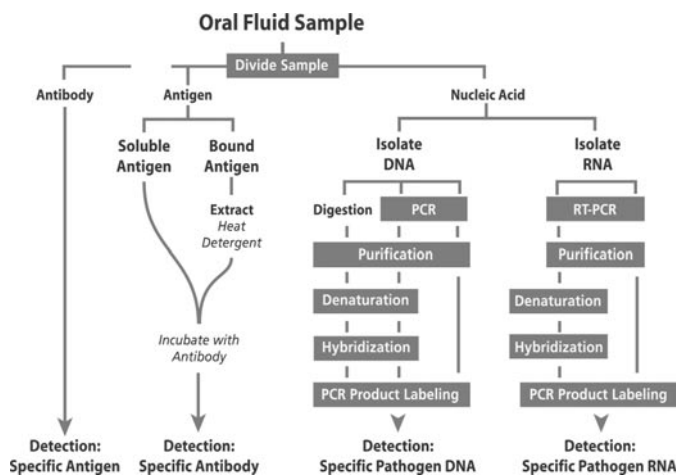 Oral Fluid Sample
Divide Sample
Antibody
Antigen
Nucleic Acid
Soluble
Antigen
Bound
Antigen
Isolate
DNA
Isolate
RNA
Extract
Heat
Detergent
Digestion
PCR
RT-PCR
Purification
Purification
Denaturation
Denaturation
Incubate with
Antibody
Hybridization
Hybridization
PCR Product Labeling
PCR Product Labeling
Detection:
Specific Antigen
Detection:
Specific Antibody
Detection:
Specific Pathogen DNA
Detection:
Specific Pathogen RNA